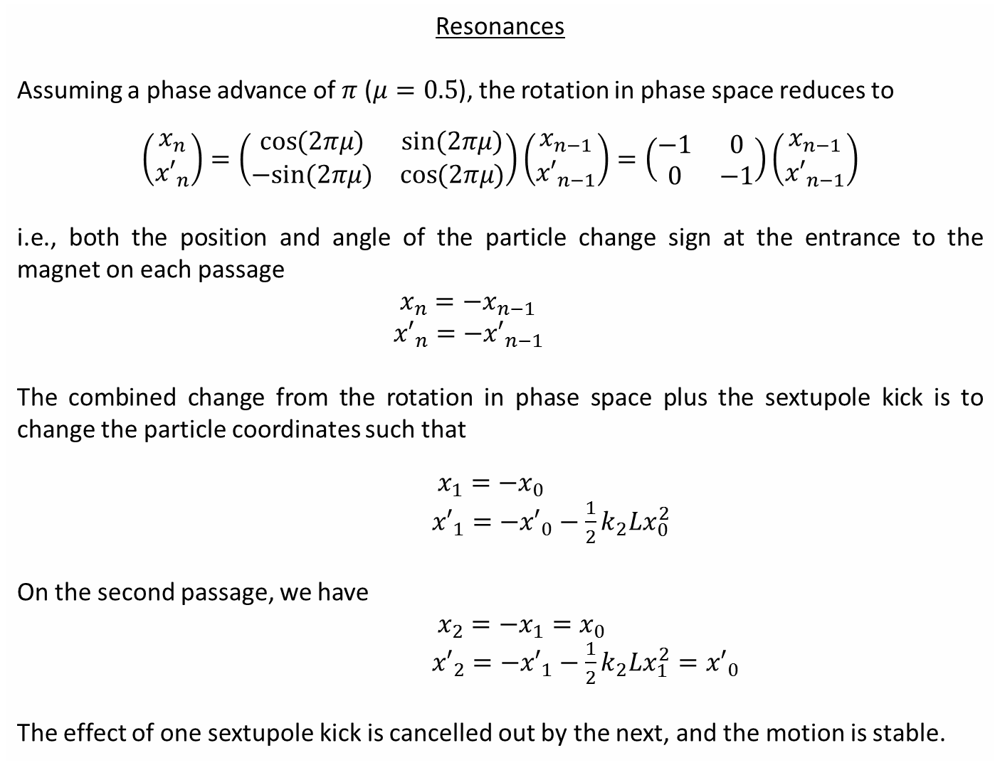 Resonances
Assuming a phase advance of π (μ = 0.5), the rotation in phase space reduces to
$\begin{pmatrix} x_n \\ x'_n \end{pmatrix} = \begin{pmatrix} \cos(2\pi\mu) & \sin(2\pi\mu) \\ -\sin(2\pi\mu) & \cos(2\pi\mu) \end{pmatrix} \begin{pmatrix} x_{n-1} \\ x'_{n-1} \end{pmatrix} = \begin{pmatrix} -1 & 0 \\ 0 & -1 \end{pmatrix} \begin{pmatrix} x_{n-1} \\ x'_{n-1} \end{pmatrix}$
i.e., both the position and angle of the particle change sign at the entrance to the
magnet on each passage
$x_n = -x_{n-1}$
$x'_n = -x'_{n-1}$
The combined change from the rotation in phase space plus the sextupole kick is to
change the particle coordinates such that
$x_1 = -x_0$
$x'_1 = -x'_0 - \frac{1}{2} k_2 L x_0^2$
On the second passage, we have
$x_2 = -x_1 = x_0$
$x'_2 = -x'_1 - \frac{1}{2} k_2 L x_1^2 = x'_0$
The effect of one sextupole kick is cancelled out by the next, and the motion is stable.